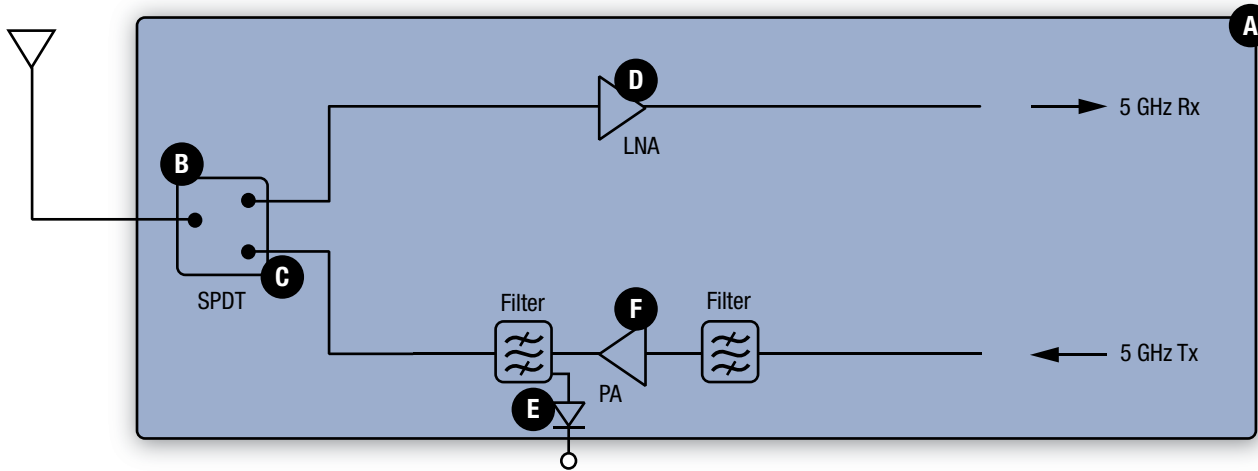 A
D
5 GHz Rx
LNA
B
C
SPDT
Filter
F
Filter
5 GHz Tx
PA
E